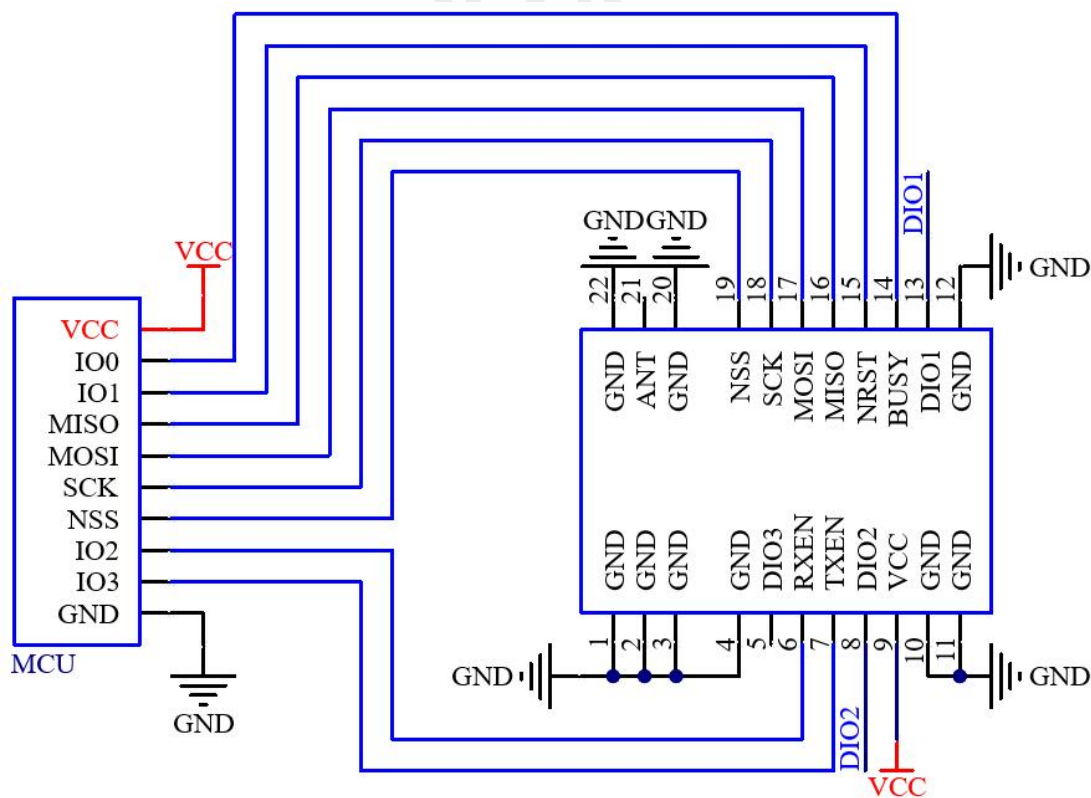 DIO1
GND GND
GND
22 21 20 19 18 17 16 15 14 13 12
VCC
VCC
IO0
IO1
MISO
MOSI
SCK
NSS
IO2
IO3
GND
MCU
GND
GND ANT GND NSS SCK MOSI MISO NRST BUSY DIO1 GND
GND GND GND GND DIO3 RXEN TXEN DIO2 VCC GND GND
1 2 3 4 5 6 7 8 9 10 11
GND
GND
DIO2
VCC